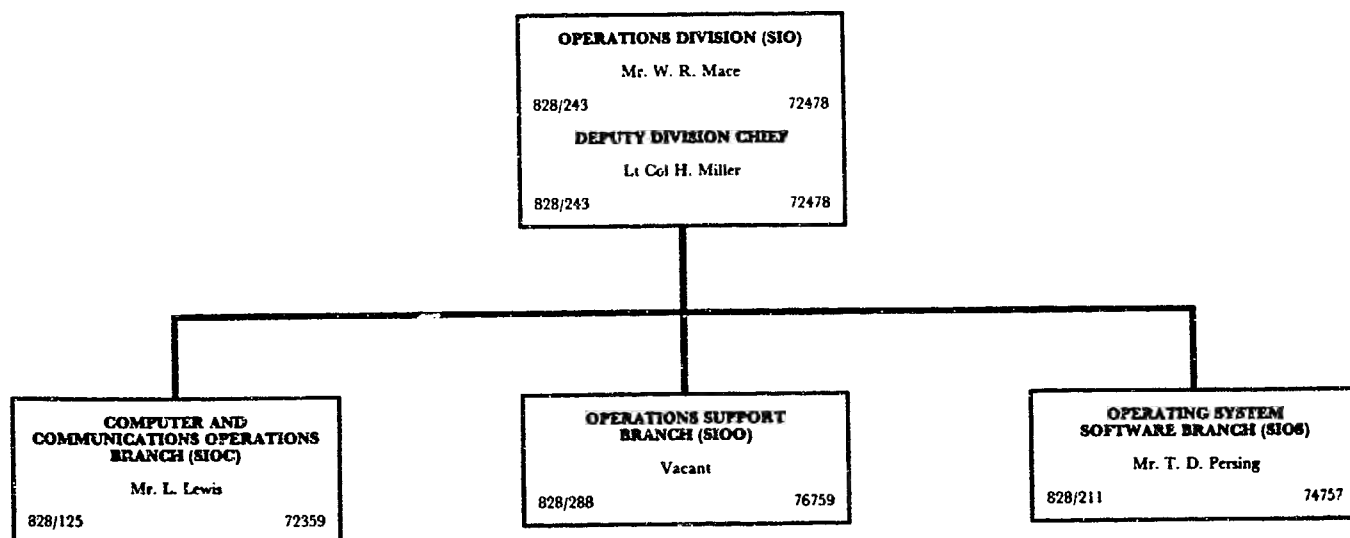 OPERATIONS DIVISION (SIO)
Mr. W. R. Mace
828/243 72478
DEPUTY DIVISION CHIEF
Lt Col H. Miller
828/243 72478
COMPUTER AND
COMMUNICATIONS OPERATIONS
BRANCH (SIOC)
Mr. L. Lewis
828/125 72359
OPERATIONS SUPPORT
BRANCH (SIOO)
Vacant
828/288 76759
OPERATING SYSTEM
SOFTWARE BRANCH (SIOS)
Mr. T. D. Persing
828/211 74757